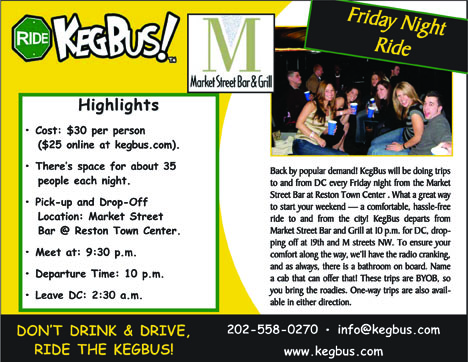 RIDE KEGBUS! TM
M
Market Street Bar & Grill
Friday Night
Ride
Highlights
· Cost: $30 per person
($25 online at kegbus.com).
· There's space for about 35
people each night.
· Pick-up and Drop-Off
Location: Market Street
Bar @ Reston Town Center.
· Meet at: 9:30 p.m.
· Departure Time: 10 p.m.
· Leave DC: 2:30 a.m.
Back by popular demand! KegBus will be doing trips
to and from DC every Friday night from the Market
Street Bar at Reston Town Center . What a great way
to start your weekend — a comfortable, hassle-free
ride to and from the city! KegBus departs from
Market Street Bar and Grill at 10 p.m. for DC, drop-
ping off at 19th and M streets NW. To ensure your
comfort along the way, we'll have the radio cranking,
and as always, there is a bathroom on board. Name
a cab that can offer that! These trips are BYOB, so
you bring the roadies. One-way trips are also avail-
able in either direction.
DON'T DRINK & DRIVE,
RIDE THE KEGBUS!
202-558-0270 · info@kegbus.com
www.kegbus.com